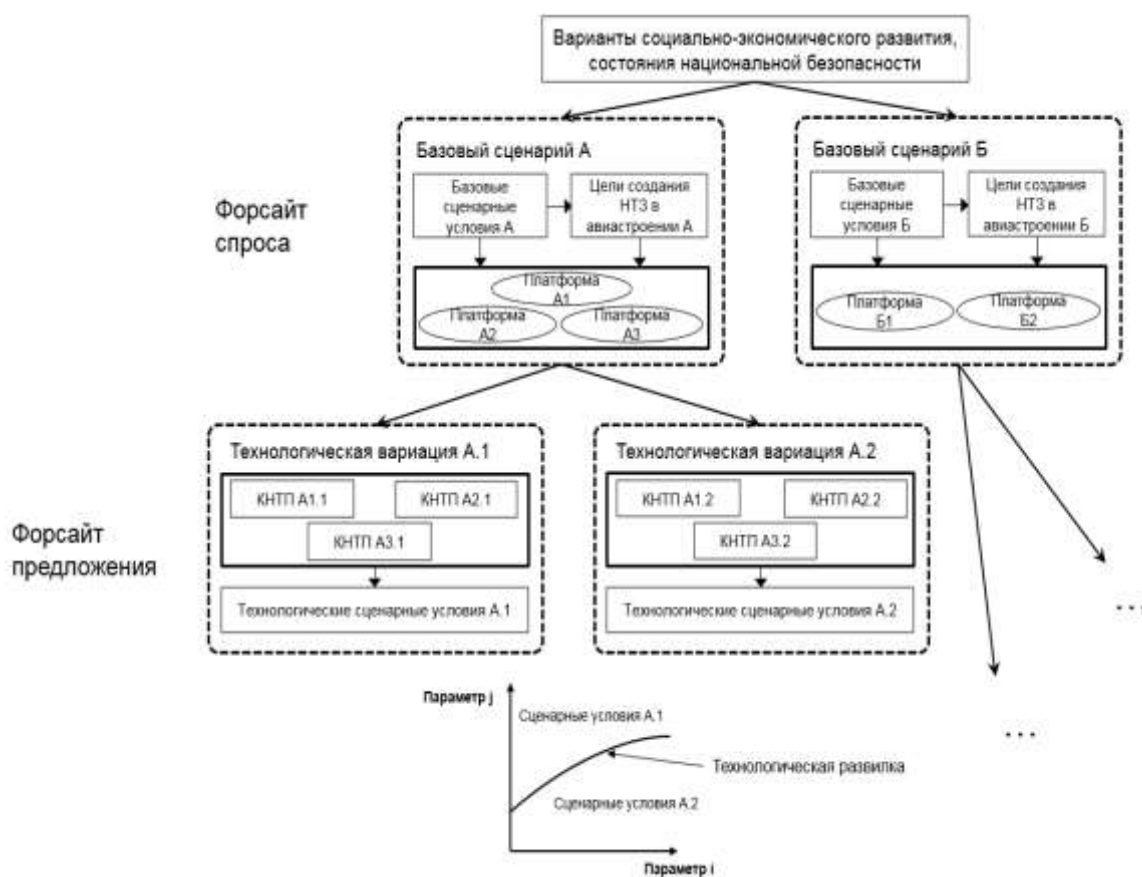 Варианты социально-экономического развития,
состояния национальной безопасности
Форсайт
спроса
Базовый сценарий А
Базовые
сценарные
условия А
Цели создания
НТЗ в
авиастроении А
Платформа
А1
Платформа
А2
Платформа
А3
Базовый сценарий Б
Базовые
сценарные
условия Б
Цели создания
НТЗ в
авиастроении Б
Платформа
Б1
Платформа
Б2
Форсайт
предложения
Технологическая вариация А.1
КНТП А1.1
КНТП А2.1
КНТП А3.1
Технологические сценарные условия А.1
Технологическая вариация А.2
КНТП А1.2
КНТП А2.2
КНТП А3.2
Технологические сценарные условия А.2
. . .
. . .
Параметр j
Сценарные условия А.1
Технологическая развилка
Сценарные условия А.2
Параметр i